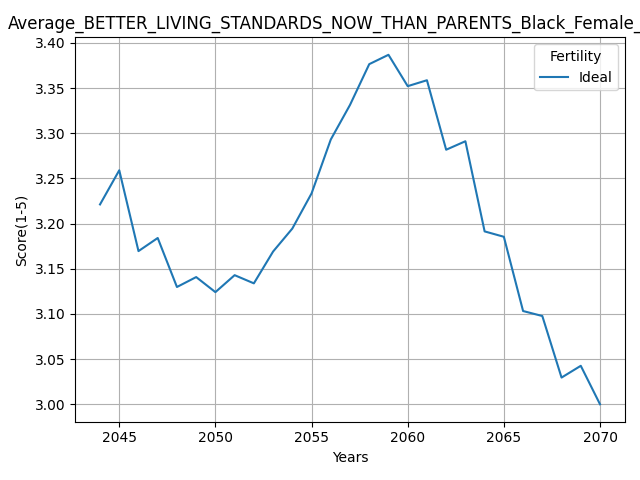 Average_BETTER_LIVING_STANDARDS_NOW_THAN_PARENTS_Black_Female_
Fertility
Ideal
Score(1-5)
3.40
3.35
3.30
3.25
3.20
3.15
3.10
3.05
3.00
2045 2050 2055 2060 2065 2070
Years